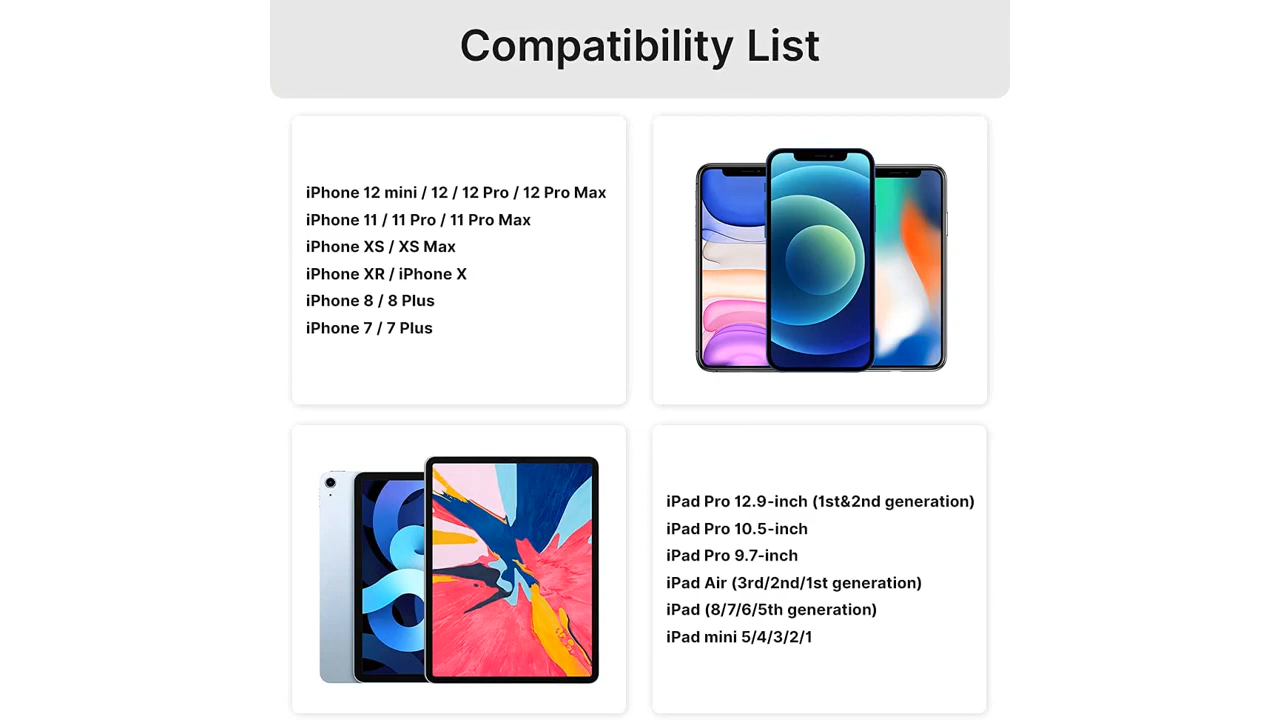 Compatibility List
iPhone 12 mini / 12 / 12 Pro / 12 Pro Max
iPhone 11 / 11 Pro / 11 Pro Max
iPhone XS / XS Max
iPhone XR / iPhone X
iPhone 8 / 8 Plus
iPhone 7 / 7 Plus
iPad Pro 12.9-inch (1st&2nd generation)
iPad Pro 10.5-inch
iPad Pro 9.7-inch
iPad Air (3rd/2nd/1st generation)
iPad (8/7/6/5th generation)
iPad mini 5/4/3/2/1